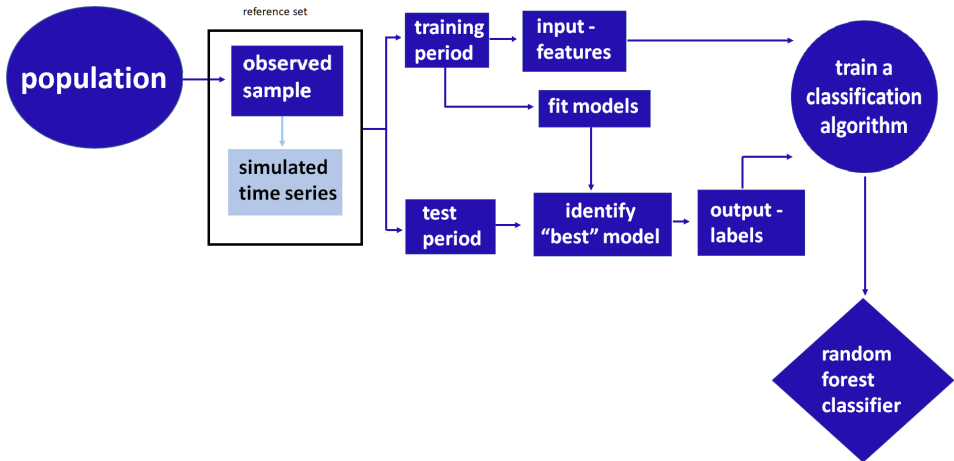 reference set
population
observed
sample
simulated
time series
training
period
input -
features
fit models
test
period
identify
“best” model
output -
labels
train a
classification
algorithm
random
forest
classifier